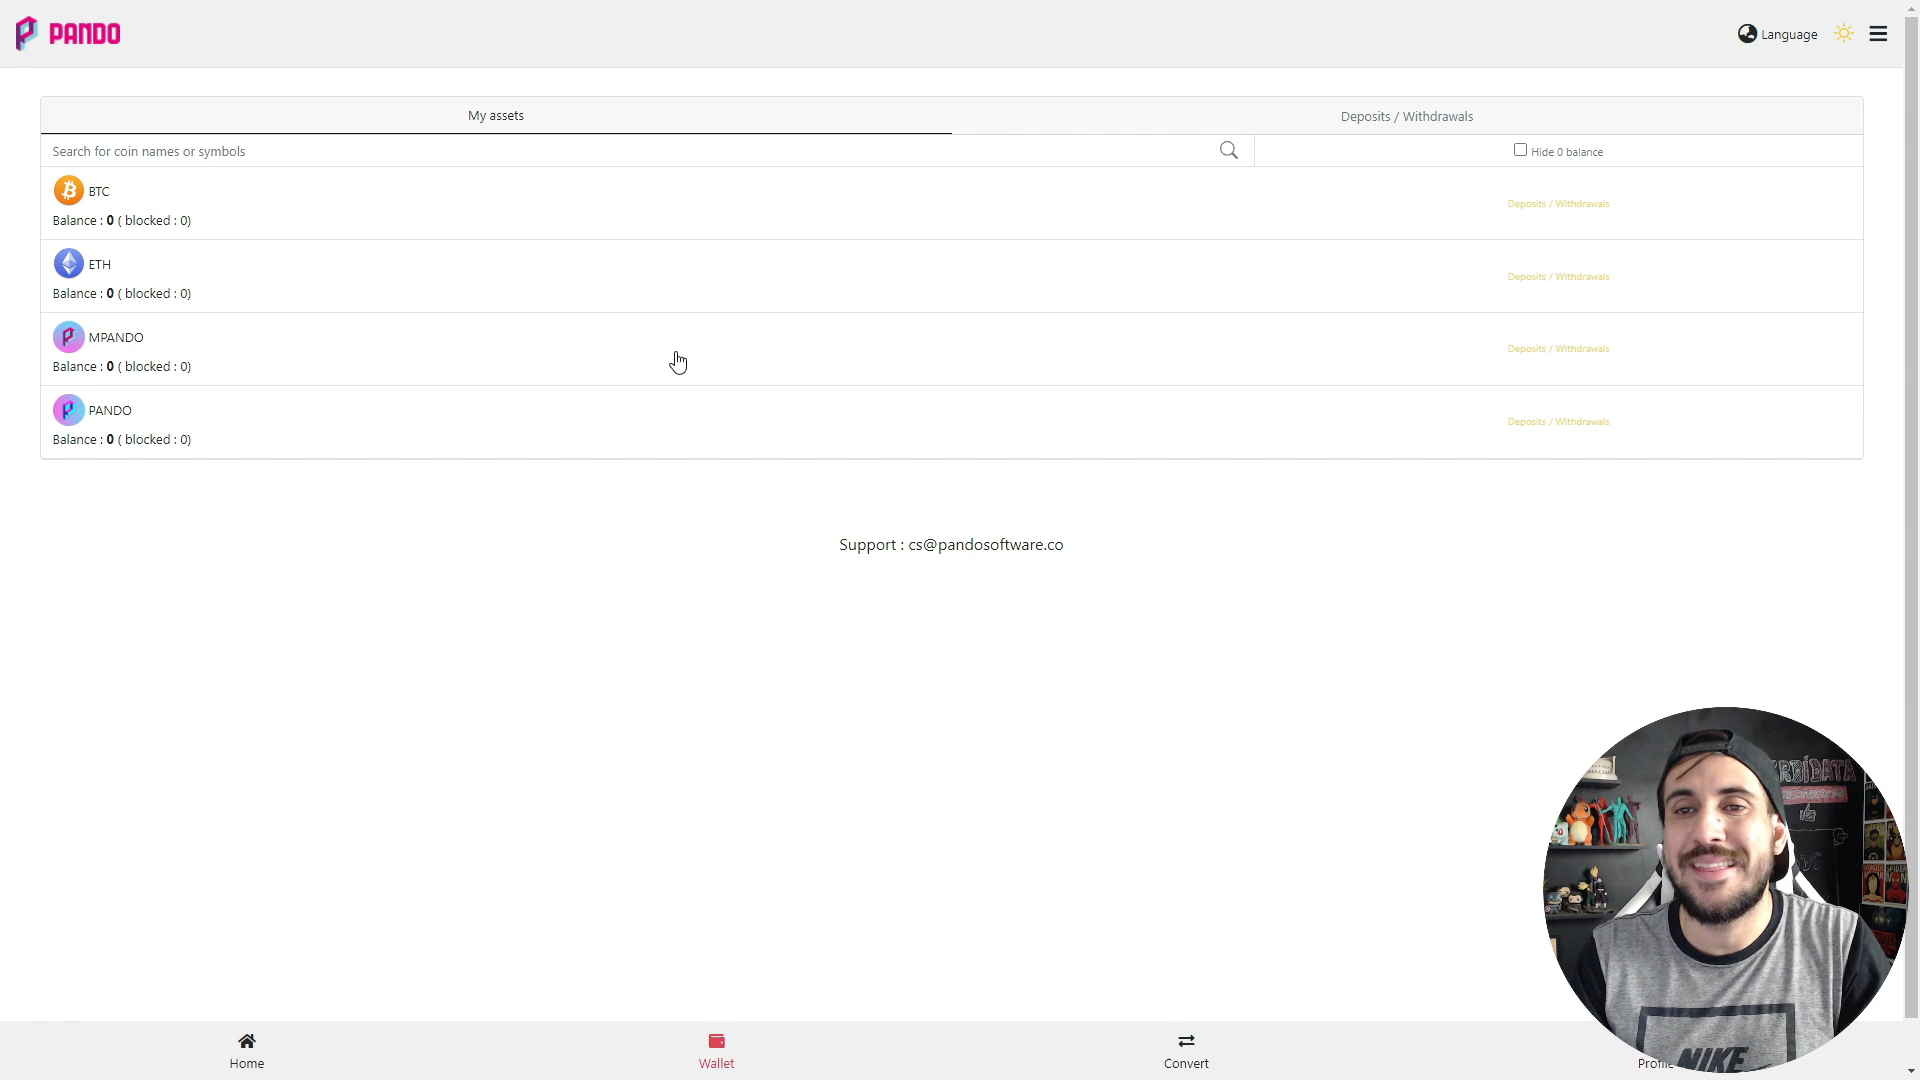 PANDO
Language
My assets
Deposits / Withdrawals
Search for coin names or symbols
Hide 0 balance
BTC
Balance : 0 ( blocked : 0)
Deposits / Withdrawals
ETH
Balance : 0 ( blocked : 0)
Deposits / Withdrawals
MPANDO
Balance : 0 ( blocked : 0)
Deposits / Withdrawals
PANDO
Balance : 0 ( blocked : 0)
Deposits / Withdrawals
Support : cs@pandosoftware.co
NIKE
Home
Wallet
Convert
Profile